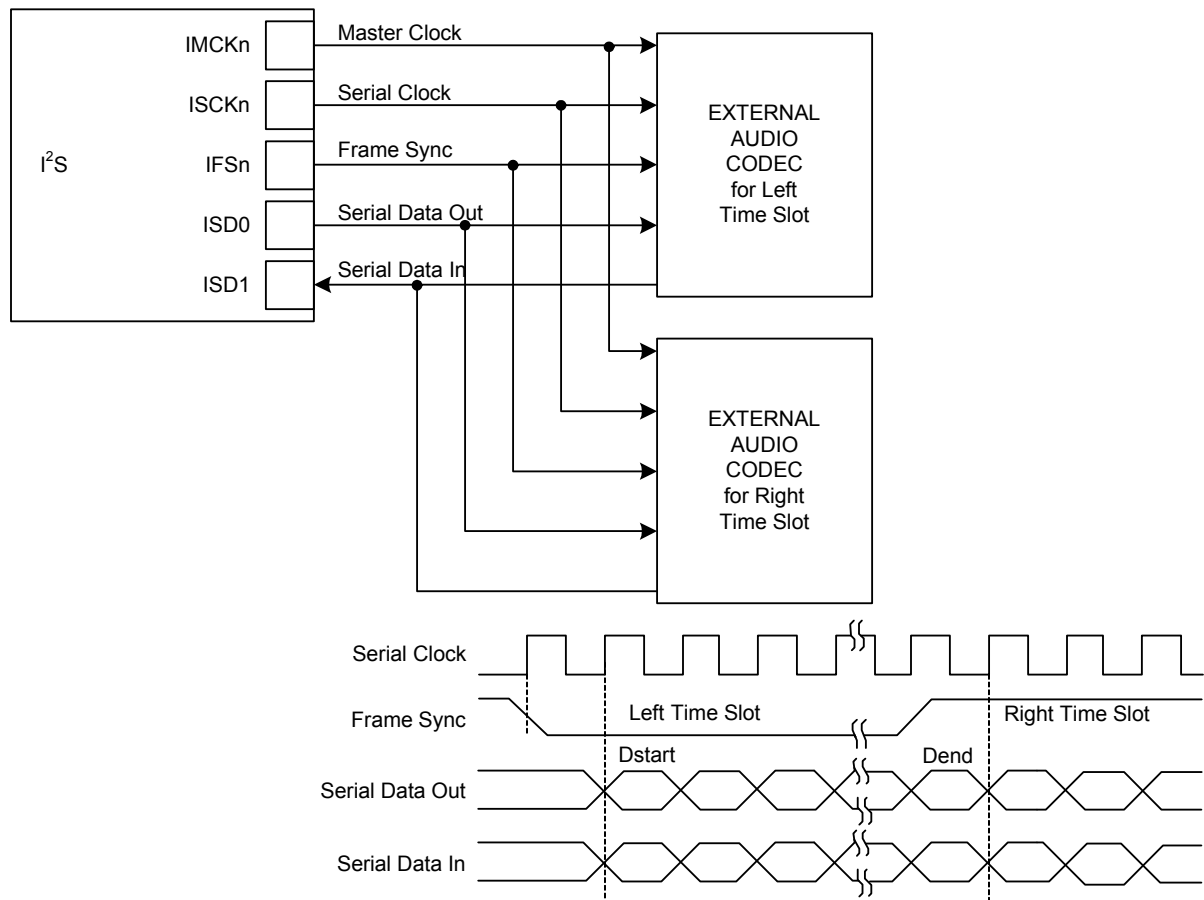 IMCKn
Master Clock
ISCKn
Serial Clock
I²S
IFSn
Frame Sync
ISD0
Serial Data Out
ISD1
Serial Data In
EXTERNAL
AUDIO
CODEC
for Left
Time Slot
EXTERNAL
AUDIO
CODEC
for Right
Time Slot
Serial Clock
Frame Sync
Left Time Slot
Right Time Slot
Dstart
Dend
Serial Data Out
Serial Data In